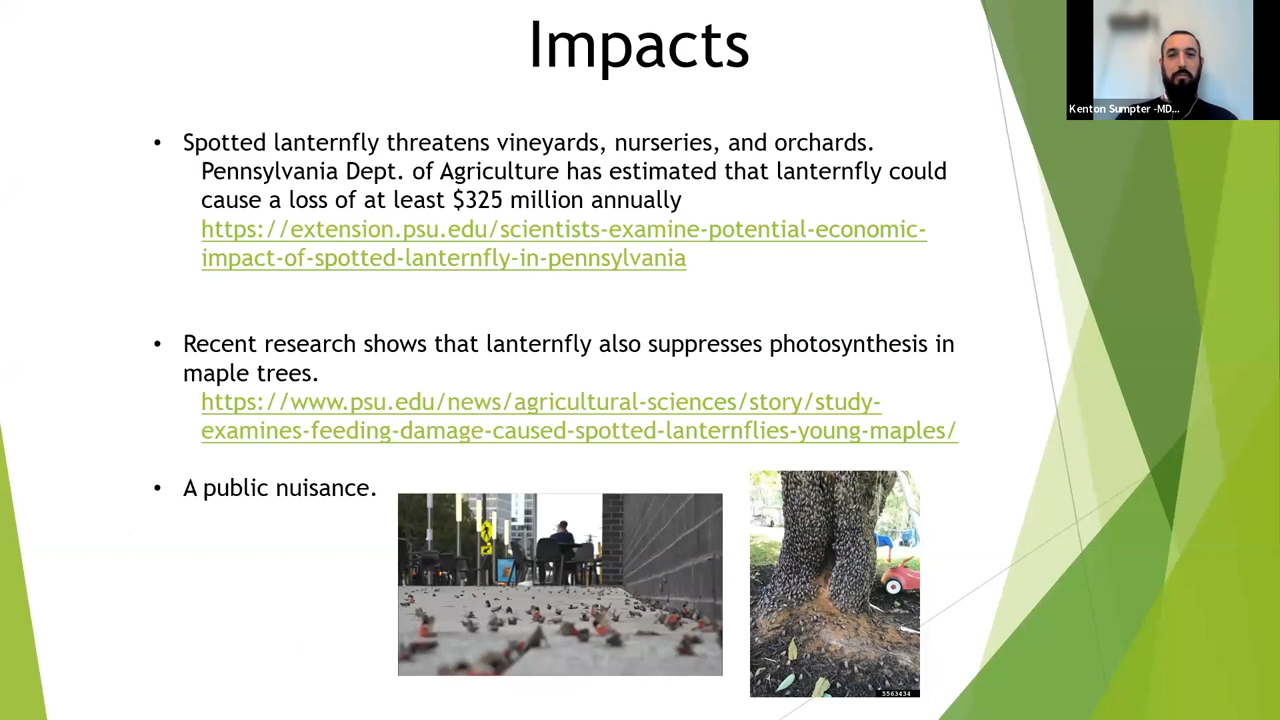 Impacts
Kenton Sumpter -MD...
• Spotted lanternfly threatens vineyards, nurseries, and orchards.
Pennsylvania Dept. of Agriculture has estimated that lanternfly could
cause a loss of at least $325 million annually
https://extension.psu.edu/scientists-examine-potential-economic-
impact-of-spotted-lanternfly-in-pennsylvania
• Recent research shows that lanternfly also suppresses photosynthesis in
maple trees.
https://www.psu.edu/news/agricultural-sciences/story/study-
examines-feeding-damage-caused-spotted-lanternflies-young-maples/
• A public nuisance.
5563434